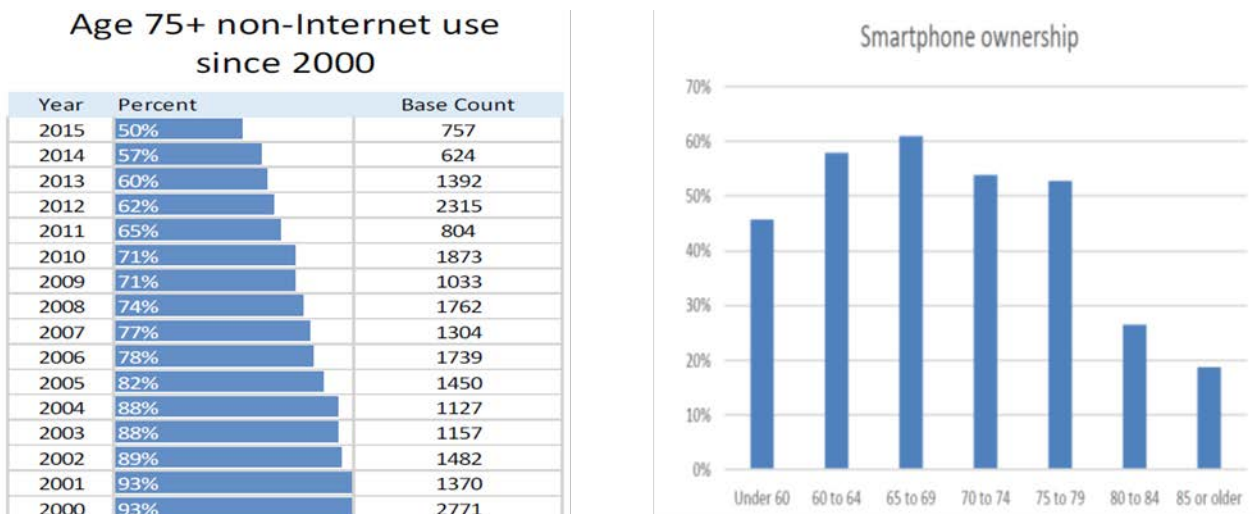 Age 75+ non-Internet use
since 2000
Year Percent Base Count
2015 50% 757
2014 57% 624
2013 60% 1392
2012 62% 2315
2011 65% 804
2010 71% 1873
2009 71% 1033
2008 74% 1762
2007 77% 1304
2006 78% 1739
2005 82% 1450
2004 88% 1127
2003 88% 1157
2002 89% 1482
2001 93% 1370
2000 93% 2771
Smartphone ownership
70%
60%
50%
40%
30%
20%
10%
0%
Under 60 60 to 64 65 to 69 70 to 74 75 to 79 80 to 84 85 or older